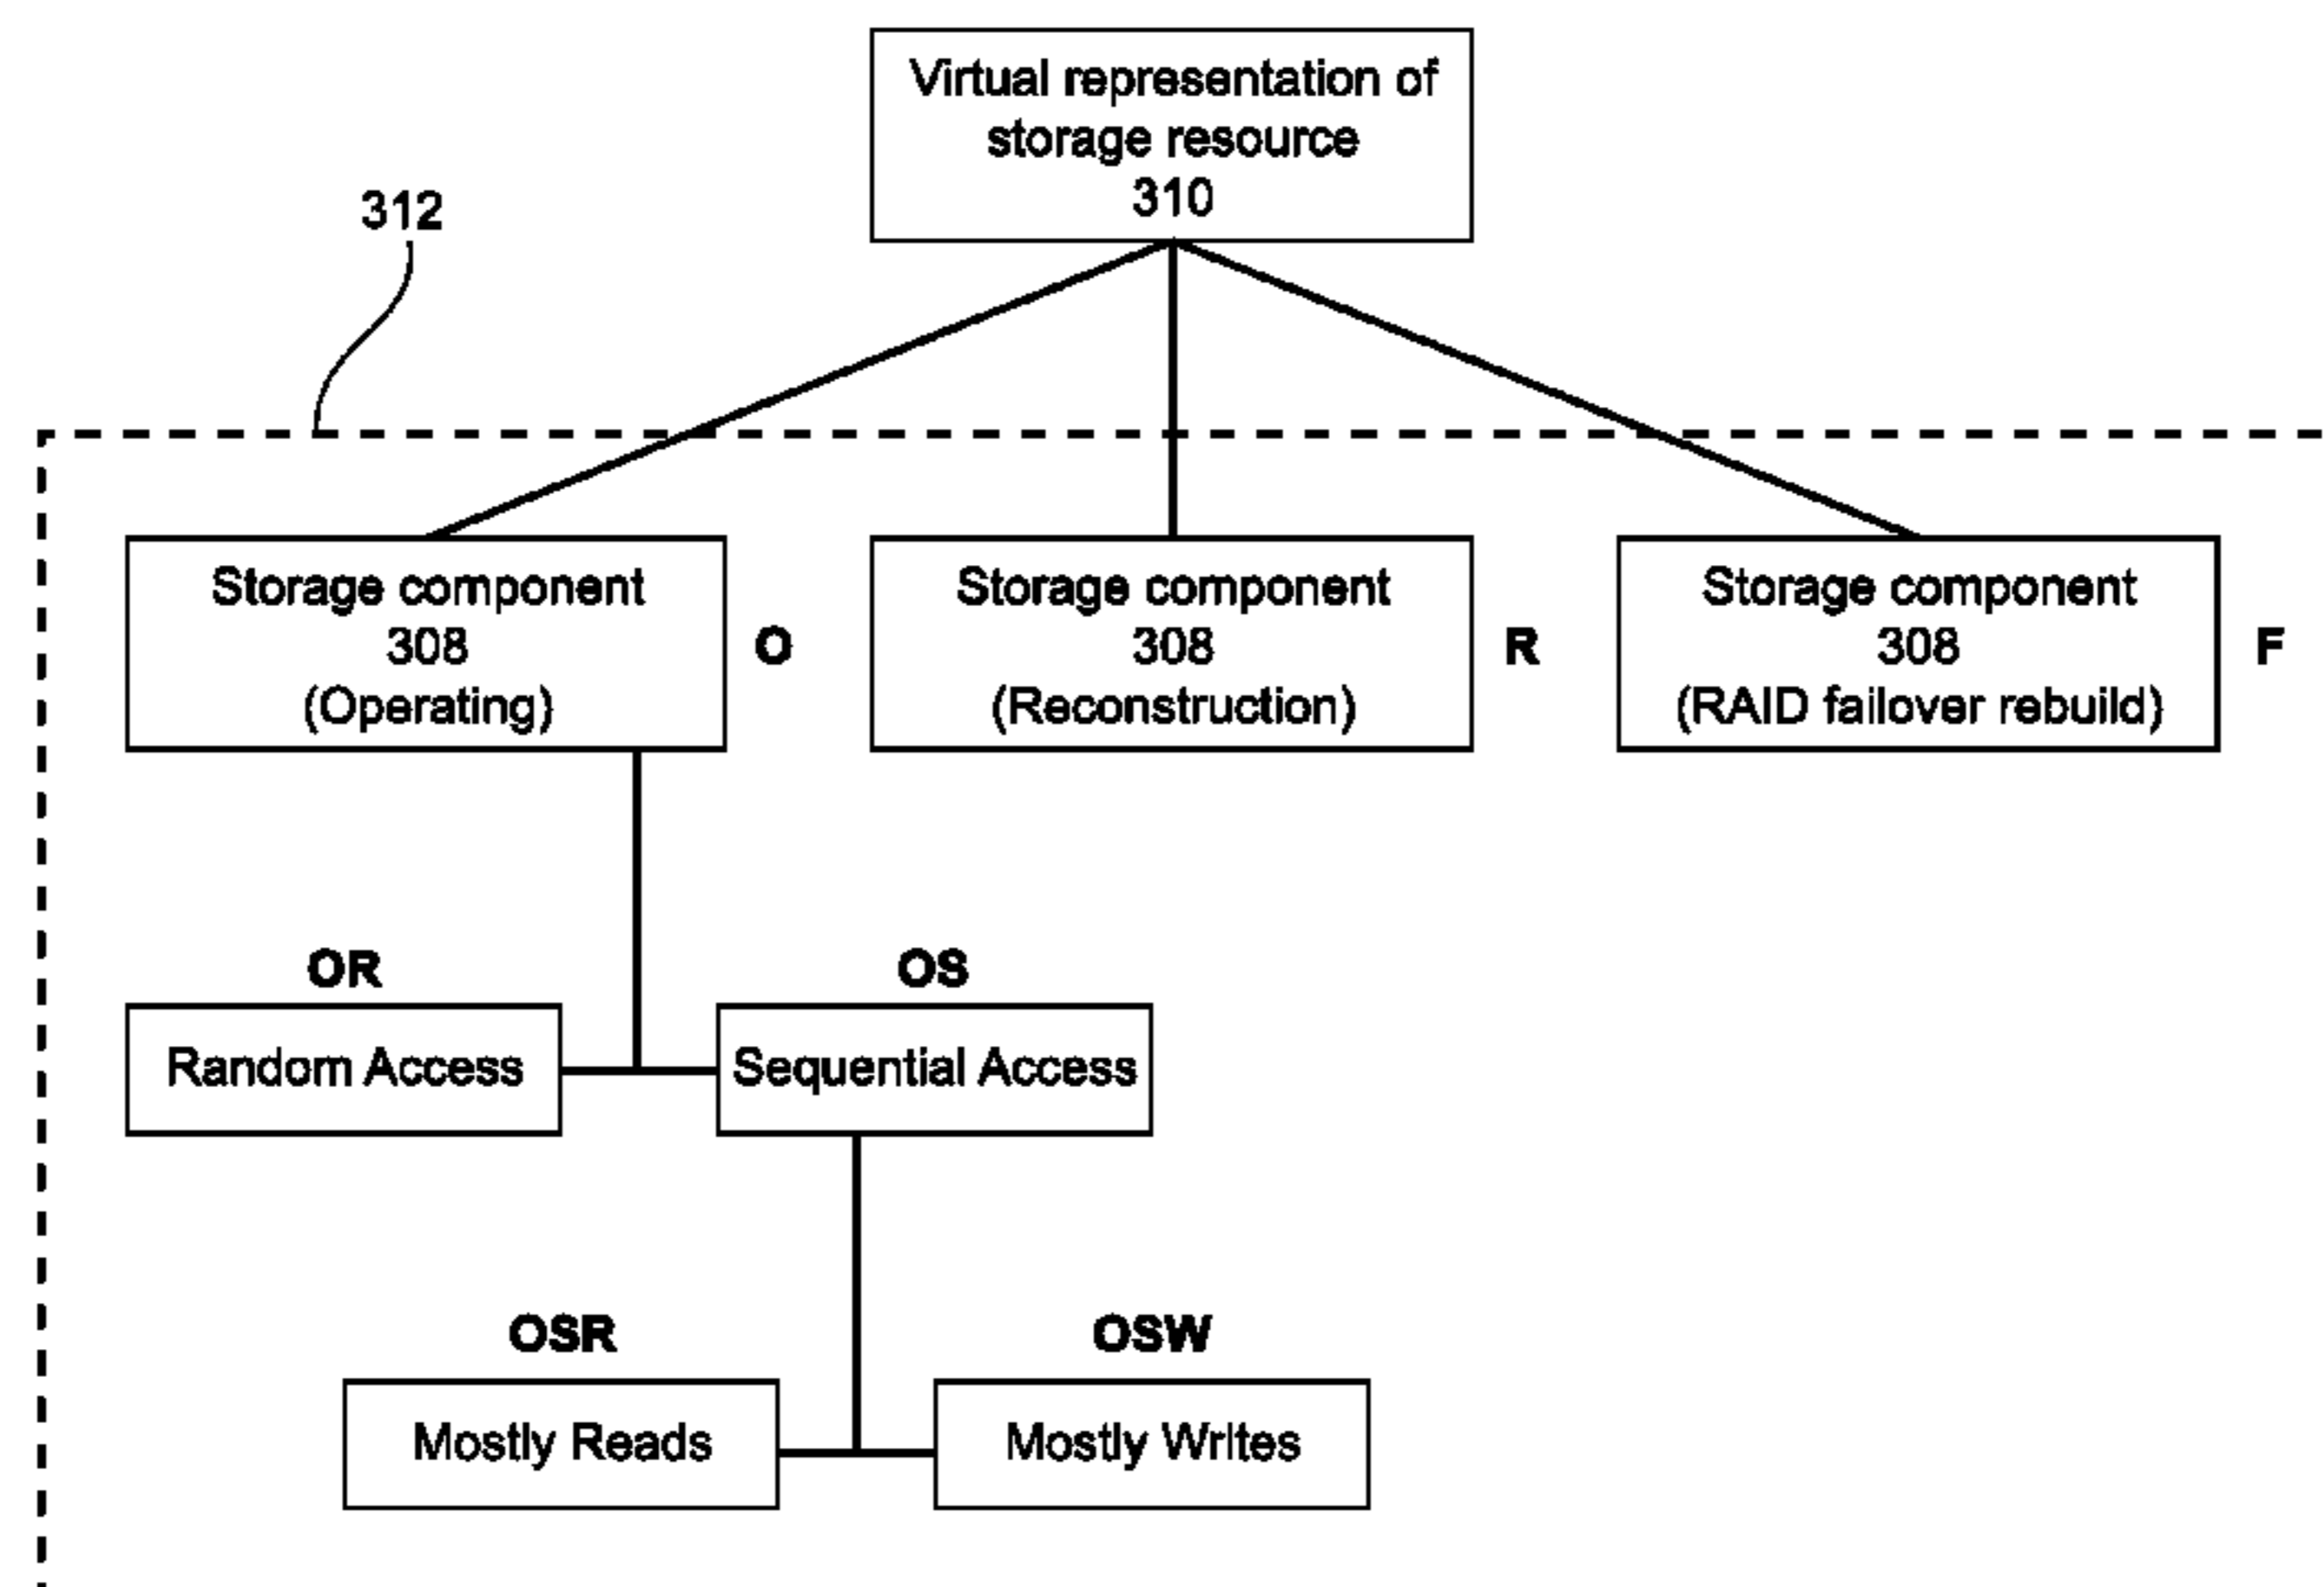 Virtual representation of
storage resource
310
312
Storage component
308
(Operating)
O
Storage component
308
(Reconstruction)
R
Storage component
308
(RAID failover rebuild)
F
OR
Random Access
OS
Sequential Access
OSR
Mostly Reads
OSW
Mostly Writes